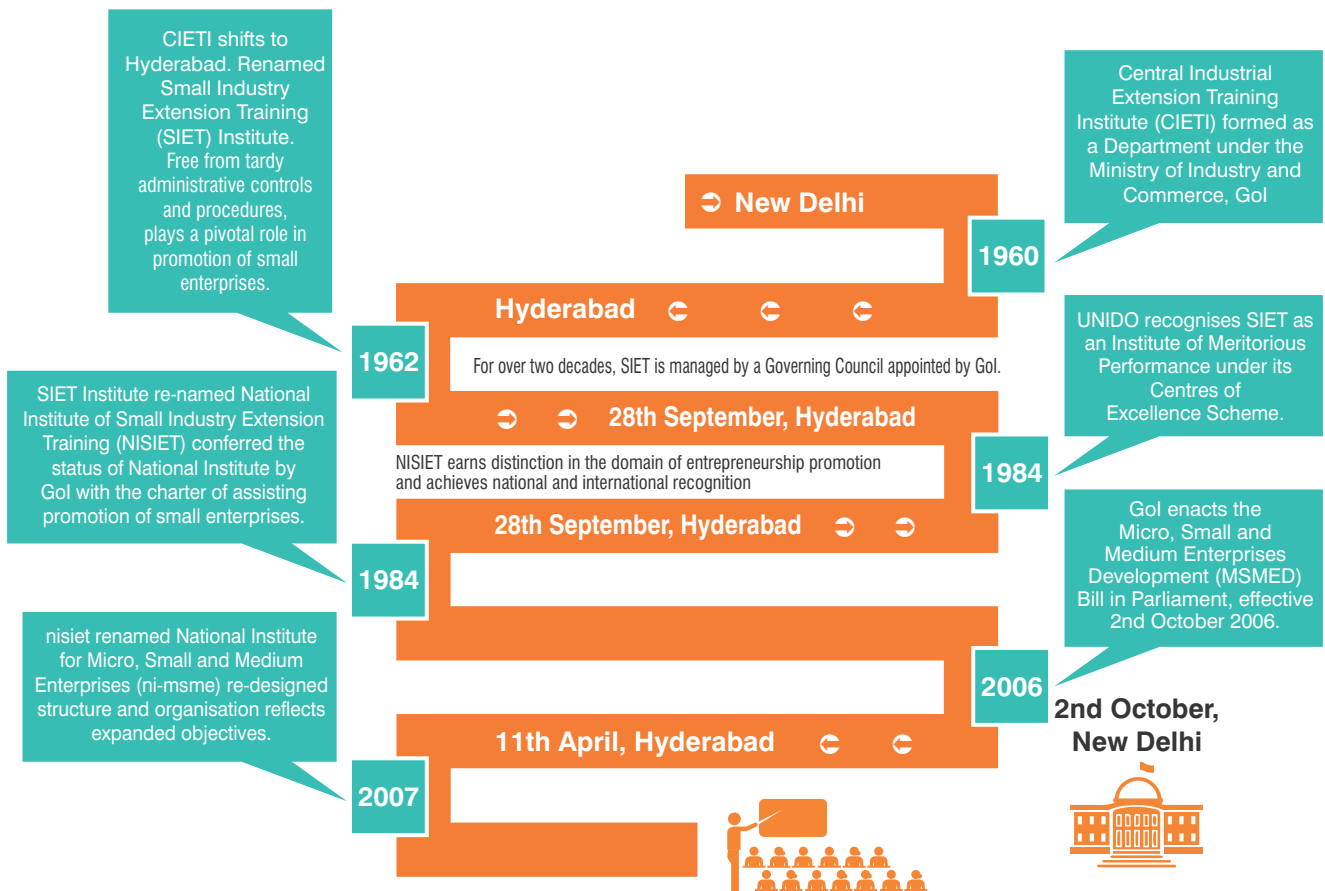 New Delhi
1960
Central Industrial
Extension Training
Institute (CIETI) formed as
a Department under the
Ministry of Industry and
Commerce, GoI
Hyderabad
1962
CIETI shifts to
Hyderabad. Renamed
Small Industry
Extension Training
(SIET) Institute.
Free from tardy
administrative controls
and procedures,
plays a pivotal role in
promotion of small
enterprises.
For over two decades, SIET is managed by a Governing Council appointed by GoI.
28th September, Hyderabad
1984
UNIDO recognises SIET as
an Institute of Meritorious
Performance under its
Centres of
Excellence Scheme.
NISIET earns distinction in the domain of entrepreneurship promotion
and achieves national and international recognition
28th September, Hyderabad
1984
SIET Institute re-named National
Institute of Small Industry Extension
Training (NISIET) conferred the
status of National Institute by
GoI with the charter of assisting
promotion of small enterprises.
2006
GoI enacts the
Micro, Small and
Medium Enterprises
Development (MSMED)
Bill in Parliament, effective
2nd October 2006.
2nd October,
New Delhi
11th April, Hyderabad
2007
nisiet renamed National Institute
for Micro, Small and Medium
Enterprises (ni-msme) re-designed
structure and organisation reflects
expanded objectives.